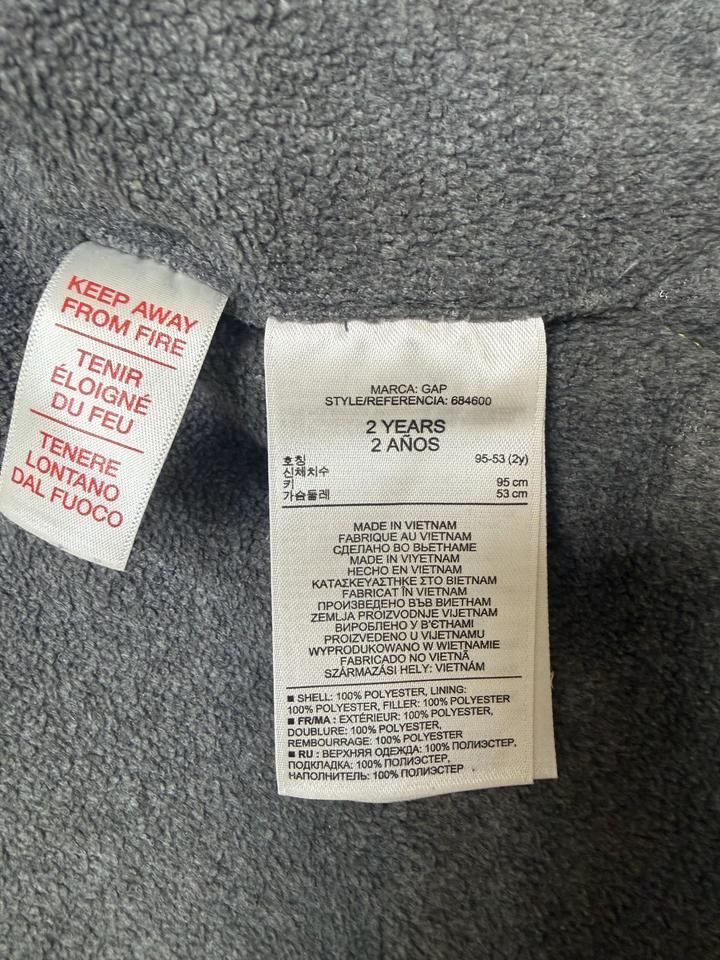 KEEP AWAY
FROM FIRE
TENIR
ÉLOIGNÉ
DU FEU
TENERE
LONTANO
DAL FUOCO
MARCA: GAP
STYLE/REFERENCIA: 684600
2 YEARS
2 AÑOS
호칭 95-53 (2y)
신체치수
키 95 cm
가슴둘레 53 cm
MADE IN VIETNAM
FABRIQUE AU VIETNAM
СДЕЛАНО ВО ВЬЕТНАМЕ
MADE IN VIYETNAM
HECHO EN VIETNAM
ΚΑΤΑΣΚΕΥΑΣΤΗΚΕ ΣΤΟ ΒΙΕΤΝΑΜ
FABRICAT ÎN VIETNAM
ПРОИЗВЕДЕНО ВЪВ ВИЕТНАМ
ZEMLJA PROIZVODNJE VIJETNAM
ВИРОБЛЕНО У В'ЄТНАМІ
PROIZVEDENO U VIJETNAMU
WYPRODUKOWANO W WIETNAMIE
FABRICADO NO VIETNÃ
SZÁRMAZÁSI HELY: VIETNÁM
■ SHELL: 100% POLYESTER, LINING:
100% POLYESTER, FILLER: 100% POLYESTER
■ FR/MA : EXTÉRIEUR: 100% POLYESTER,
DOUBLURE: 100% POLYESTER,
REMBOURRAGE: 100% POLYESTER
■ RU : ВЕРХНЯЯ ОДЕЖДА: 100% ПОЛИЭСТЕР,
ПОДКЛАДКА: 100% ПОЛИЭСТЕР,
НАПОЛНИТЕЛЬ: 100% ПОЛИЭСТЕР